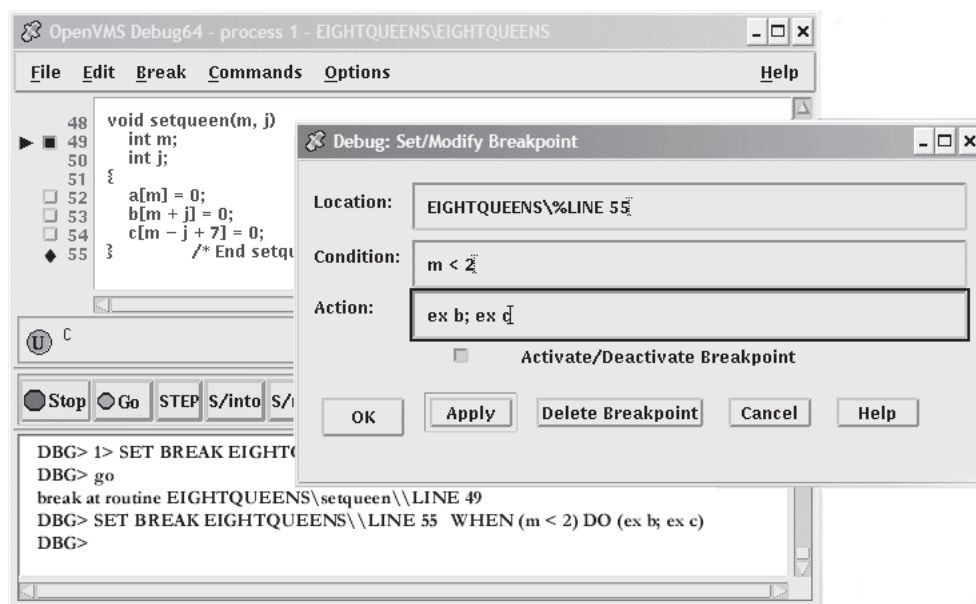 OpenVMS Debug64 - process 1 - EIGHTQUEENS\EIGHTQUEENS
File Edit Break Commands Options Help
48 void setqueen(m, j)
49 int m;
50 int j;
51 {
52 a[m] = 0;
53 b[m + j] = 0;
54 c[m - j + 7] = 0;
55 } /* End setqu
Debug: Set/Modify Breakpoint
Location: EIGHTQUEENS\%LINE 55
Condition: m < 2
Action: ex b; ex c
Activate/Deactivate Breakpoint
OK Apply Delete Breakpoint Cancel Help
U C
Stop Go STEP S/into S/
DBG> 1> SET BREAK EIGHT
DBG> go
break at routine EIGHTQUEENS\setqueen\\LINE 49
DBG> SET BREAK EIGHTQUEENS\\LINE 55 WHEN (m < 2) DO (ex b; ex c)
DBG>